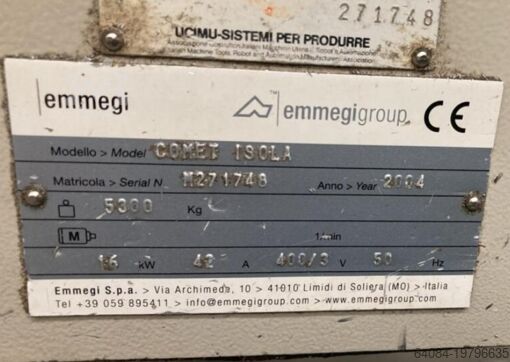 271748
UCIMU-SISTEMI PER PRODURRE
emmegi
™ emmegigroup CE
Modello > Model COMET ISOLA
Matricola > Serial N M271748 Anno > Year 2004
5300 Kg
M 1/min
16 kW 42 A 400/3 V 50 Hz
Emmegi S.p.a. > Via Archimede, 10 > 41010 Limidi di Soliera (MO) > Italia
Tel +39 059 895411 > info@emmegigroup.com > www.emmegigroup.com
64084-19796635